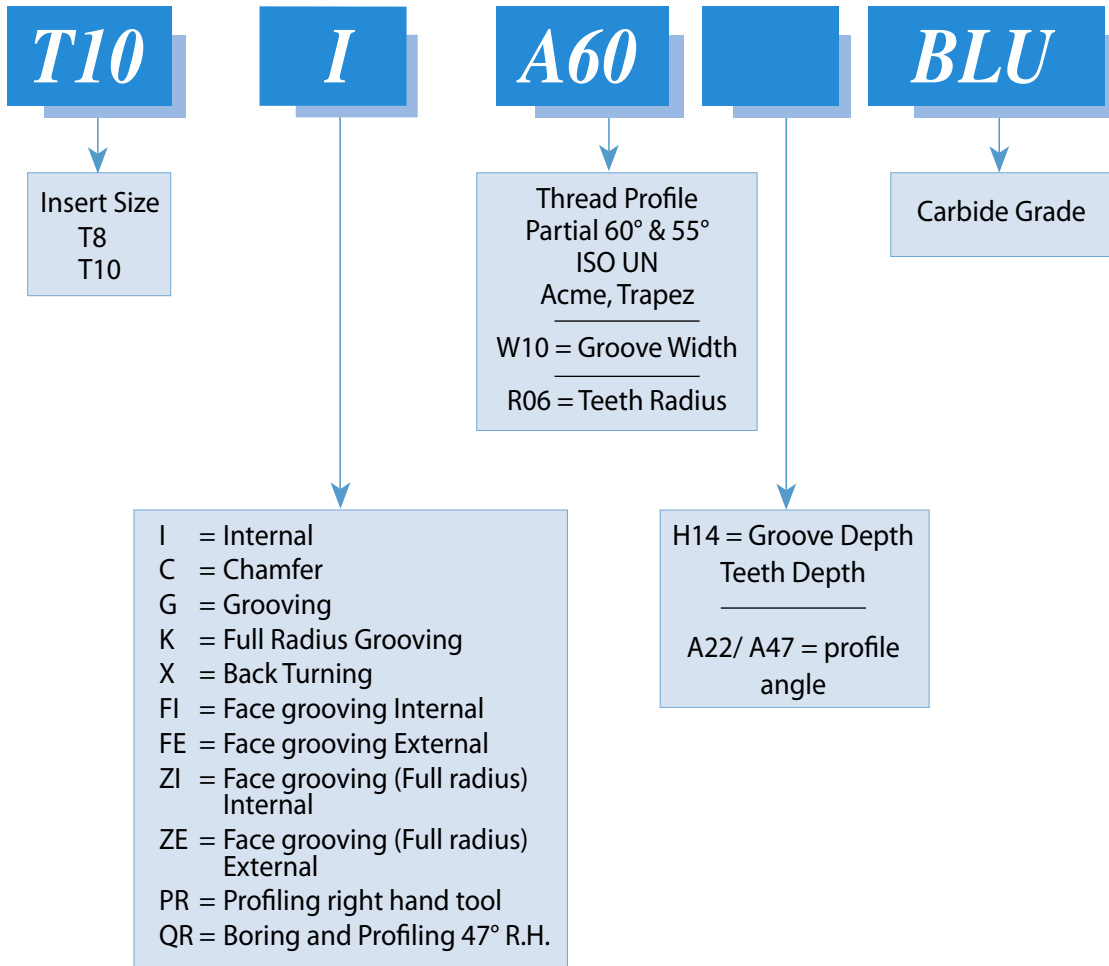 T10 I A60 BLU
Insert Size
T8
T10
Thread Profile
Partial 60° & 55°
ISO UN
Acme, Trapez
W10 = Groove Width
R06 = Teeth Radius
Carbide Grade
I = Internal
C = Chamfer
G = Grooving
K = Full Radius Grooving
X = Back Turning
FI = Face grooving Internal
FE = Face grooving External
ZI = Face grooving (Full radius)
Internal
ZE = Face grooving (Full radius)
External
PR = Profiling right hand tool
QR = Boring and Profiling 47° R.H.
H14 = Groove Depth
Teeth Depth
A22/ A47 = profile
angle